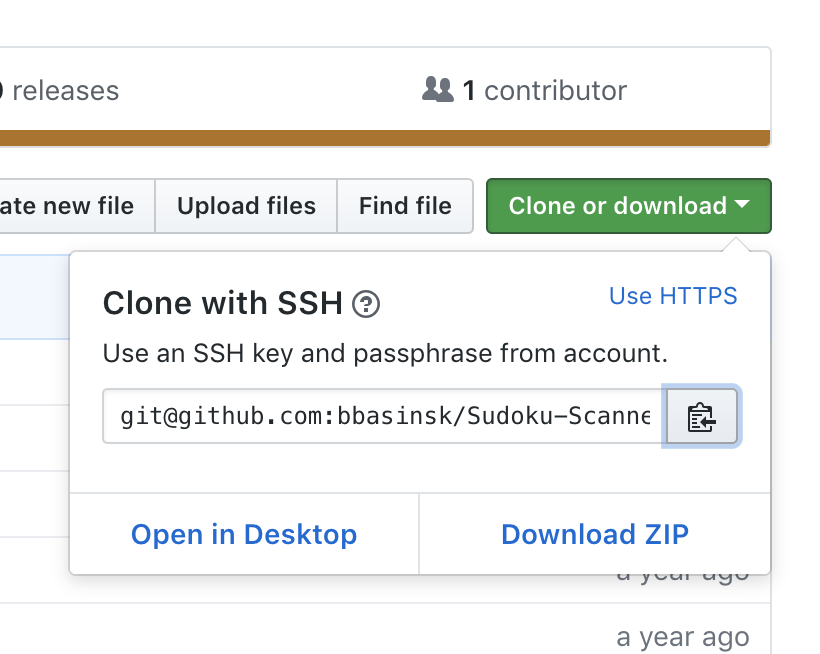 releases
1 contributor
ate new file
Upload files
Find file
Clone or download
Clone with SSH
Use HTTPS
Use an SSH key and passphrase from account.
git@github.com:bbasinsk/Sudoku-Scanne
Open in Desktop
Download ZIP
a year ago
a year ago